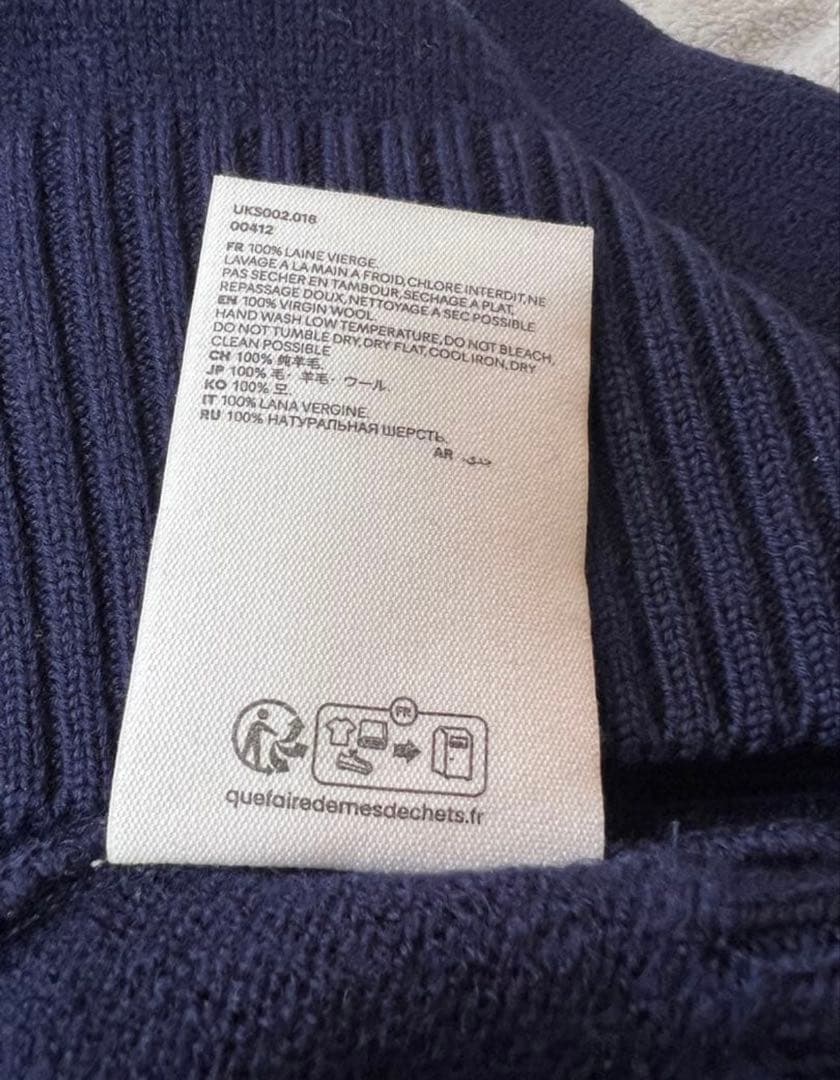 UKS002.018
00412
FR 100% LAINE VIERGE.
LAVAGE A LA MAIN A FROID,CHLORE INTERDIT,NE
PAS SECHER EN TAMBOUR,SECHAGE A PLAT,
REPASSAGE DOUX,NETTOYAGE A SEC POSSIBLE
EN 100% VIRGIN WOOL.
HAND WASH LOW TEMPERATURE,DO NOT BLEACH,
DO NOT TUMBLE DRY,DRY FLAT,COOL IRON,DRY
CLEAN POSSIBLE
CH 100% 纯羊毛.
JP 100% 毛・羊毛・ウール.
KO 100% 모.
IT 100% LANA VERGINE.
RU 100% НАТУРАЛЬНАЯ ШЕРСТЬ.
AR
FR
quefairedemesdechets.fr